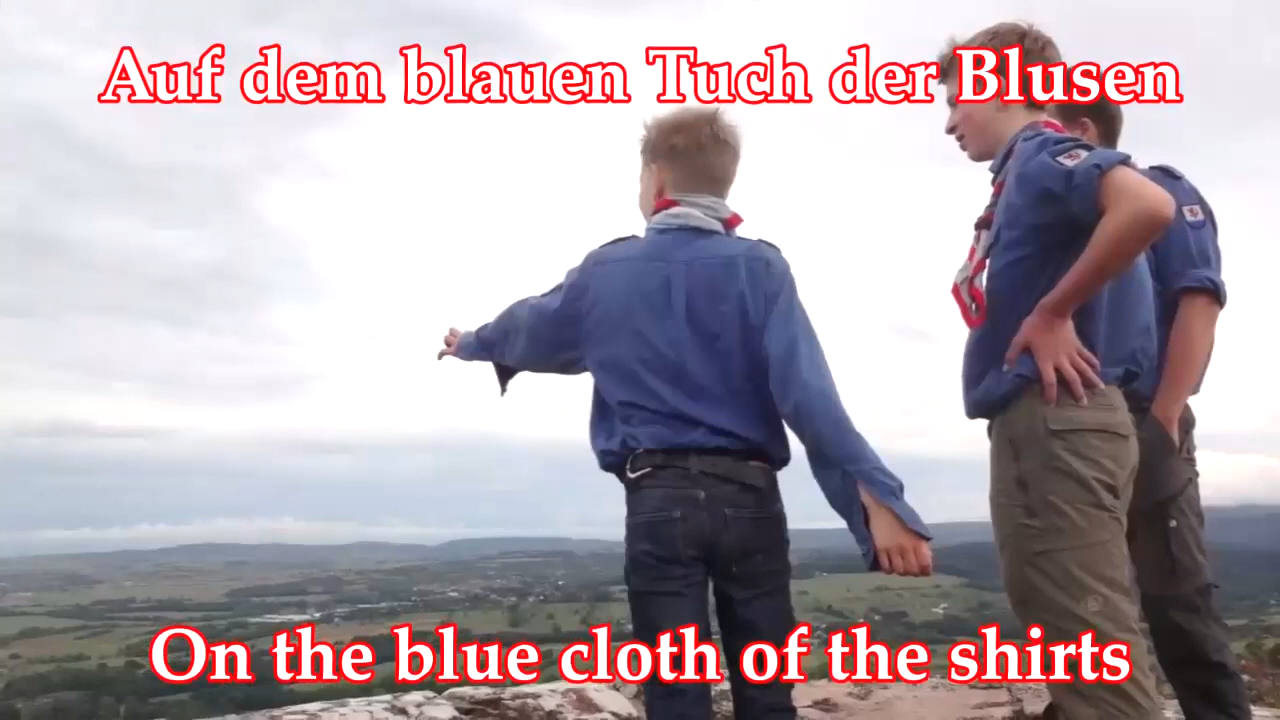 Auf dem blauen Tuch der Blusen
On the blue cloth of the shirts